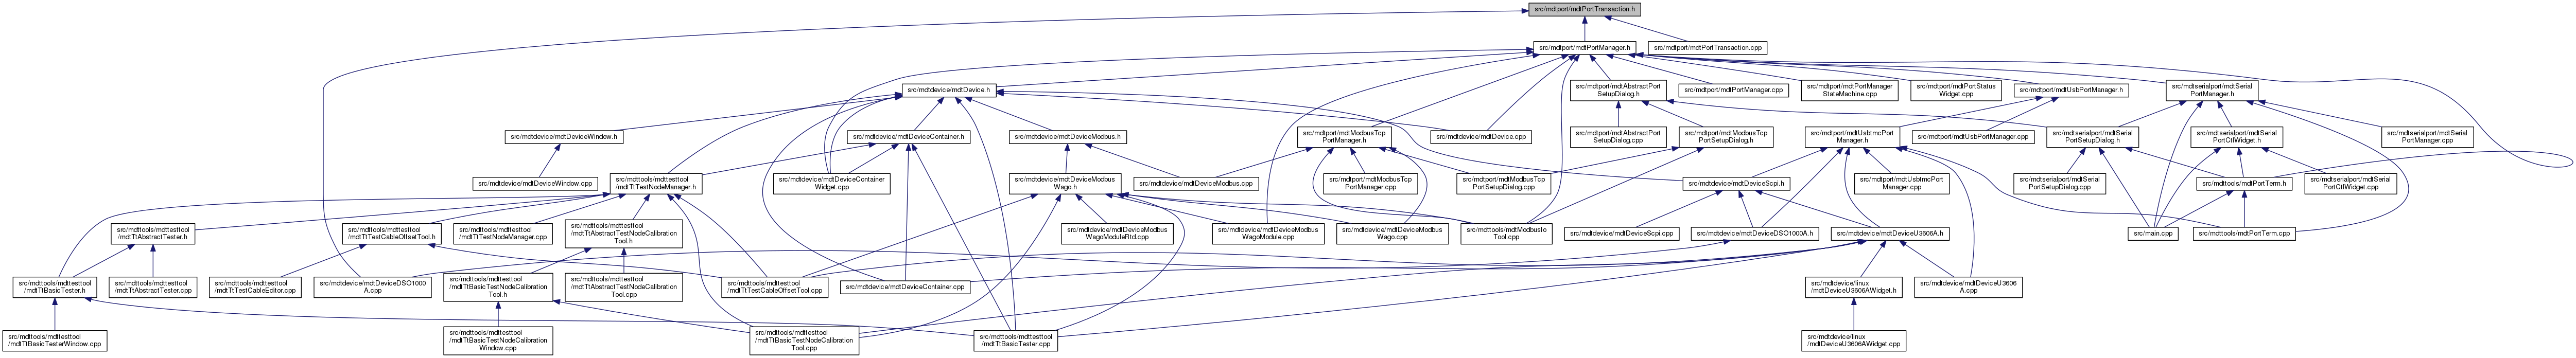 src/mdtport/mdtPortTransaction.h
src/mdtport/mdtPortManager.h
src/mdtport/mdtPortTransaction.cpp
src/mdtdevice/mdtDevice.h
src/mdtport/mdtAbstractPort
SetupDialog.h
src/mdtport/mdtPortManager.cpp
src/mdtport/mdtPortManager
StateMachine.cpp
src/mdtport/mdtPortStatus
Widget.cpp
src/mdtport/mdtUsbPortManager.h
src/mdtserialport/mdtSerial
PortManager.h
src/mdtdevice/mdtDeviceWindow.h
src/mdtdevice/mdtDeviceContainer.h
src/mdtdevice/mdtDeviceModbus.h
src/mdtport/mdtModbusTcp
PortManager.h
src/mdtdevice/mdtDevice.cpp
src/mdtport/mdtAbstractPort
SetupDialog.cpp
src/mdtport/mdtModbusTcp
PortSetupDialog.h
src/mdtport/mdtUsbtmcPort
Manager.h
src/mdtport/mdtUsbPortManager.cpp
src/mdtserialport/mdtSerial
PortSetupDialog.h
src/mdtserialport/mdtSerial
PortCtlWidget.h
src/mdtserialport/mdtSerial
PortManager.cpp
src/mdtdevice/mdtDeviceWindow.cpp
src/mdttools/mdttesttool
/mdtTtTestNodeManager.h
src/mdtdevice/mdtDeviceContainer
Widget.cpp
src/mdtdevice/mdtDeviceModbus
Wago.h
src/mdtdevice/mdtDeviceModbus.cpp
src/mdtport/mdtModbusTcp
PortManager.cpp
src/mdtport/mdtModbusTcp
PortSetupDialog.cpp
src/mdtdevice/mdtDeviceScpi.h
src/mdtport/mdtUsbtmcPort
Manager.cpp
src/mdtserialport/mdtSerial
PortSetupDialog.cpp
src/mdttools/mdtPortTerm.h
src/mdtserialport/mdtSerial
PortCtlWidget.cpp
src/mdttools/mdttesttool
/mdtTtAbstractTester.h
src/mdttools/mdttesttool
/mdtTtTestCableOffsetTool.h
src/mdttools/mdttesttool
/mdtTtTestNodeManager.cpp
src/mdttools/mdttesttool
/mdtTtAbstractTestNodeCalibration
Tool.h
src/mdtdevice/mdtDeviceModbus
WagoModuleRtd.cpp
src/mdtdevice/mdtDeviceModbus
WagoModule.cpp
src/mdtdevice/mdtDeviceModbus
Wago.cpp
src/mdttools/mdtModbusIo
Tool.cpp
src/mdtdevice/mdtDeviceScpi.cpp
src/mdtdevice/mdtDeviceDSO1000A.h
src/mdtdevice/mdtDeviceU3606A.h
src/main.cpp
src/mdttools/mdtPortTerm.cpp
src/mdttools/mdttesttool
/mdtTtBasicTester.h
src/mdttools/mdttesttool
/mdtTtAbstractTester.cpp
src/mdttools/mdttesttool
/mdtTtTestCableEditor.cpp
src/mdtdevice/mdtDeviceDSO1000
A.cpp
src/mdttools/mdttesttool
/mdtTtBasicTestNodeCalibration
Tool.h
src/mdttools/mdttesttool
/mdtTtAbstractTestNodeCalibration
Tool.cpp
src/mdttools/mdttesttool
/mdtTtTestCableOffsetTool.cpp
src/mdtdevice/mdtDeviceContainer.cpp
src/mdtdevice/linux
/mdtDeviceU3606AWidget.h
src/mdtdevice/mdtDeviceU3606
A.cpp
src/mdttools/mdttesttool
/mdtTtBasicTesterWindow.cpp
src/mdttools/mdttesttool
/mdtTtBasicTestNodeCalibration
Window.cpp
src/mdttools/mdttesttool
/mdtTtBasicTestNodeCalibration
Tool.cpp
src/mdttools/mdttesttool
/mdtTtBasicTester.cpp
src/mdtdevice/linux
/mdtDeviceU3606AWidget.cpp